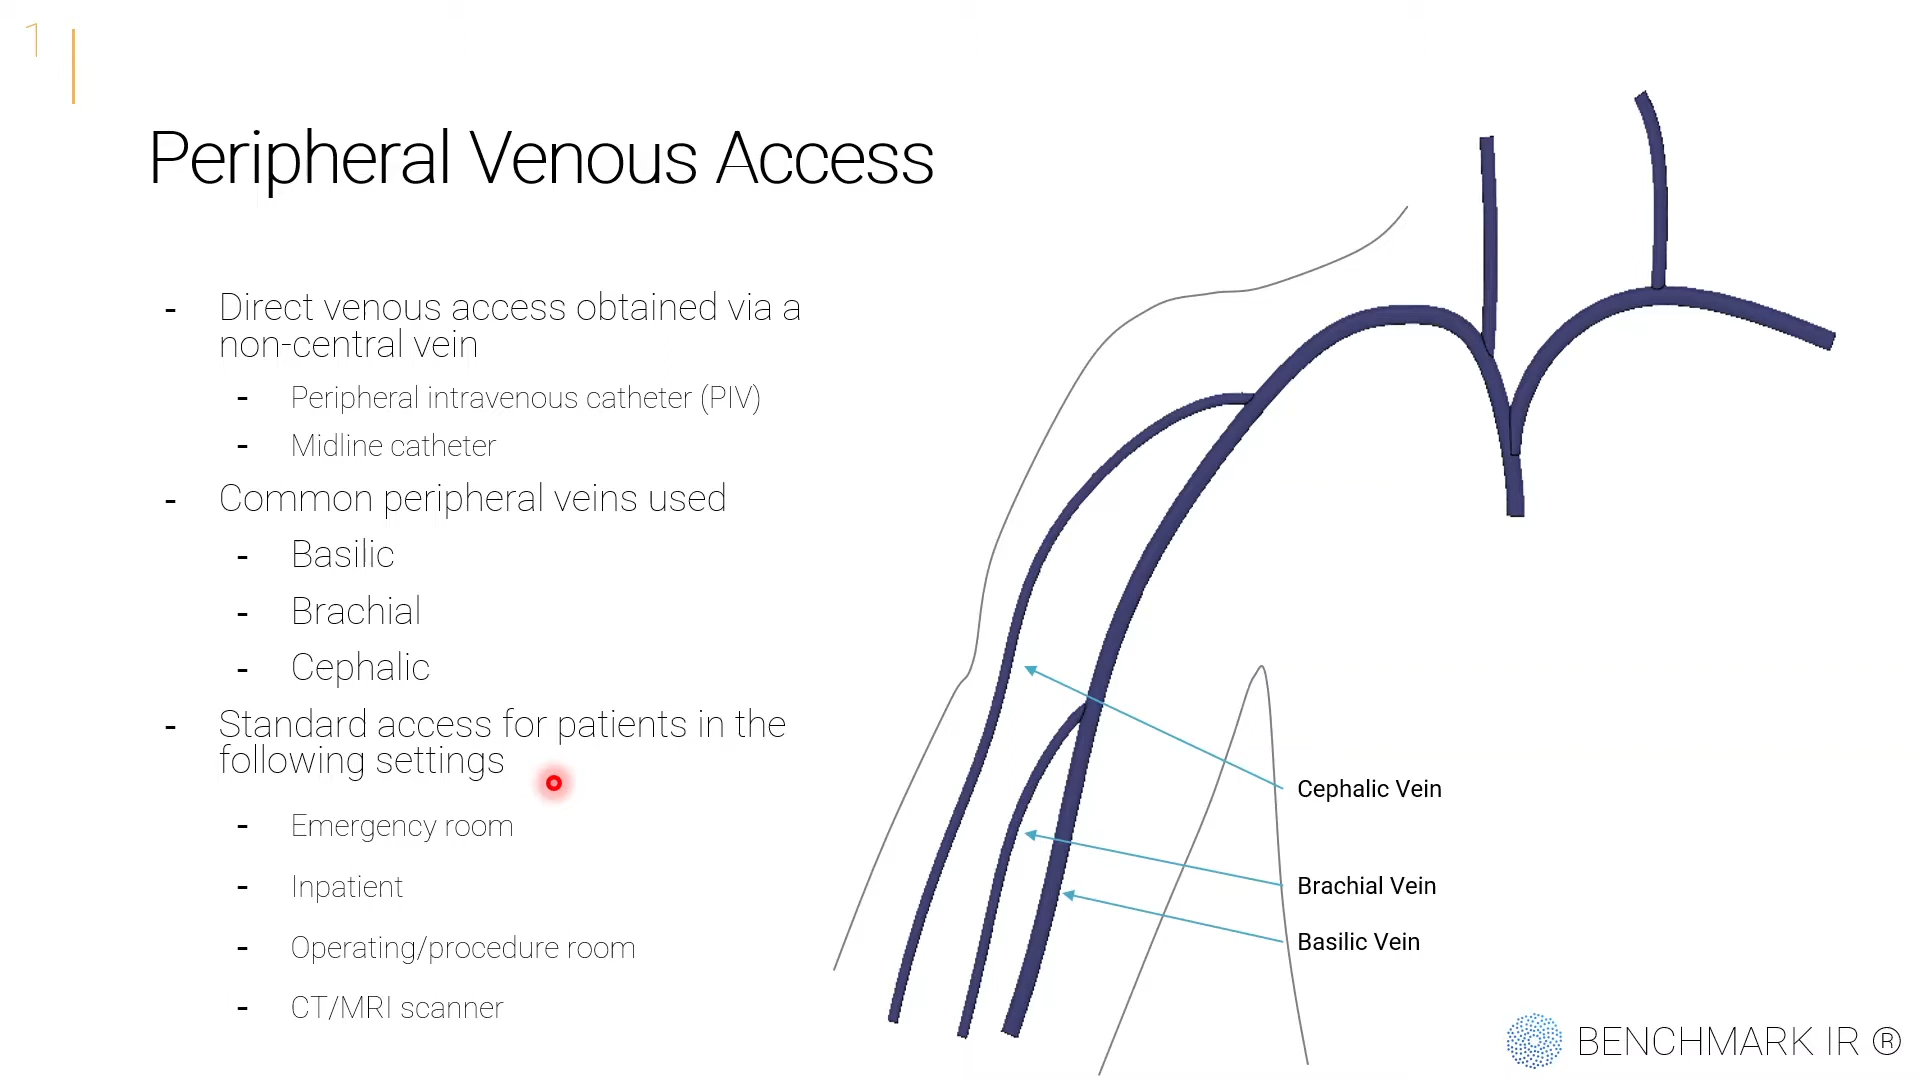 1
Peripheral Venous Access
- Direct venous access obtained via a
non-central vein
- Peripheral intravenous catheter (PIV)
- Midline catheter
- Common peripheral veins used
- Basilic
- Brachial
- Cephalic
- Standard access for patients in the
following settings
- Emergency room
- Inpatient
- Operating/procedure room
- CT/MRI scanner
Cephalic Vein
Brachial Vein
Basilic Vein
BENCHMARK IR ®